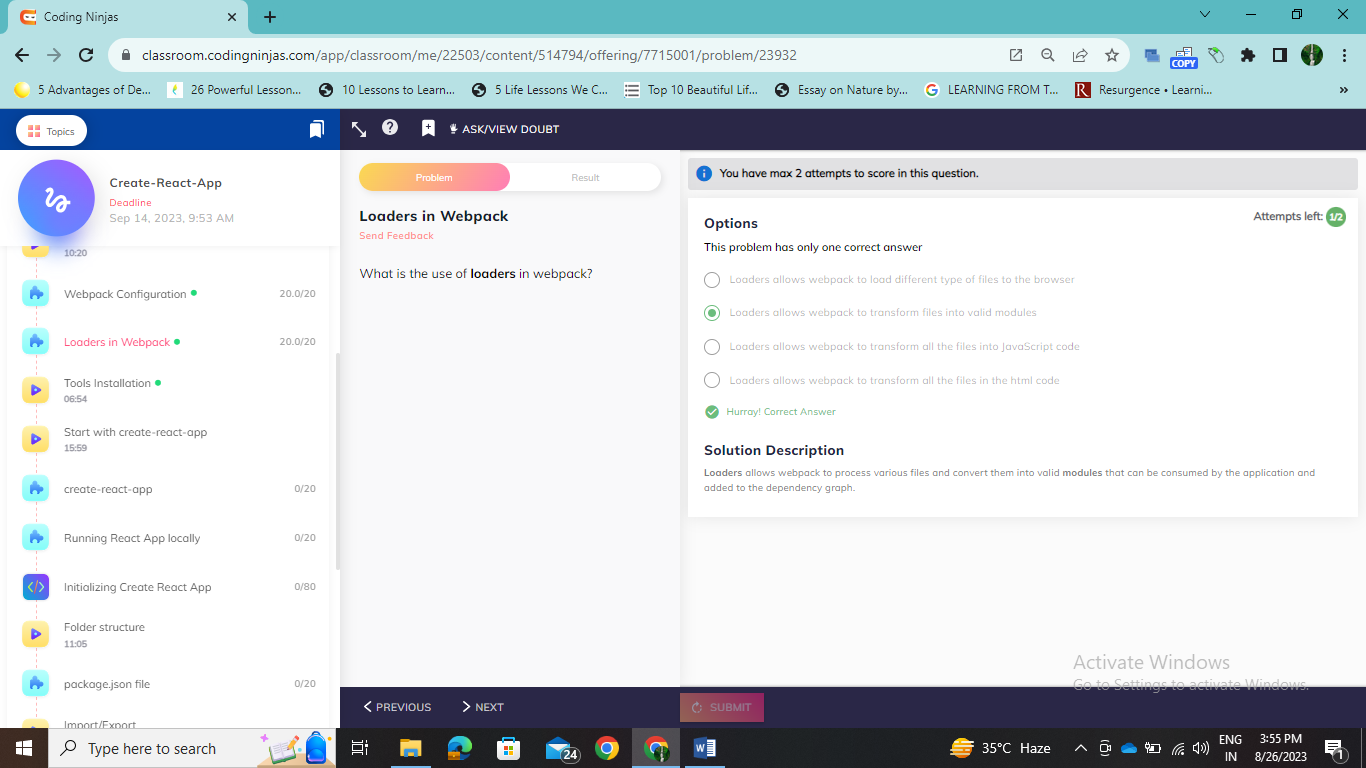 Coding Ninjas
classroom.codingninjas.com/app/classroom/me/22503/content/514794/offering/7715001/problem/23932
COPY
5 Advantages of De...
26 Powerful Lesson...
10 Lessons to Learn...
5 Life Lessons We C...
Top 10 Beautiful Lif...
Essay on Nature by...
LEARNING FROM T...
Resurgence • Learni...
Topics
ASK/VIEW DOUBT
Create-React-App
Deadline
Sep 14, 2023, 9:53 AM
10:20
Webpack Configuration 20.0/20
Loaders in Webpack 20.0/20
Tools Installation
06:54
Start with create-react-app
15:59
create-react-app 0/20
Running React App locally 0/20
Initializing Create React App 0/80
Folder structure
11:05
package.json file 0/20
Import/Export
Problem
Result
Loaders in Webpack
Send Feedback
What is the use of loaders in webpack?
You have max 2 attempts to score in this question.
Options
Attempts left: 1/2
This problem has only one correct answer
Loaders allows webpack to load different type of files to the browser
Loaders allows webpack to transform files into valid modules
Loaders allows webpack to transform all the files into JavaScript code
Loaders allows webpack to transform all the files in the html code
Hurray! Correct Answer
Solution Description
Loaders allows webpack to process various files and convert them into valid modules that can be consumed by the application and
added to the dependency graph.
Activate Windows
Go to Settings to activate Windows.
PREVIOUS
NEXT
SUBMIT
Type here to search
24
35°C Haze
ENG
IN
3:55 PM
8/26/2023
1